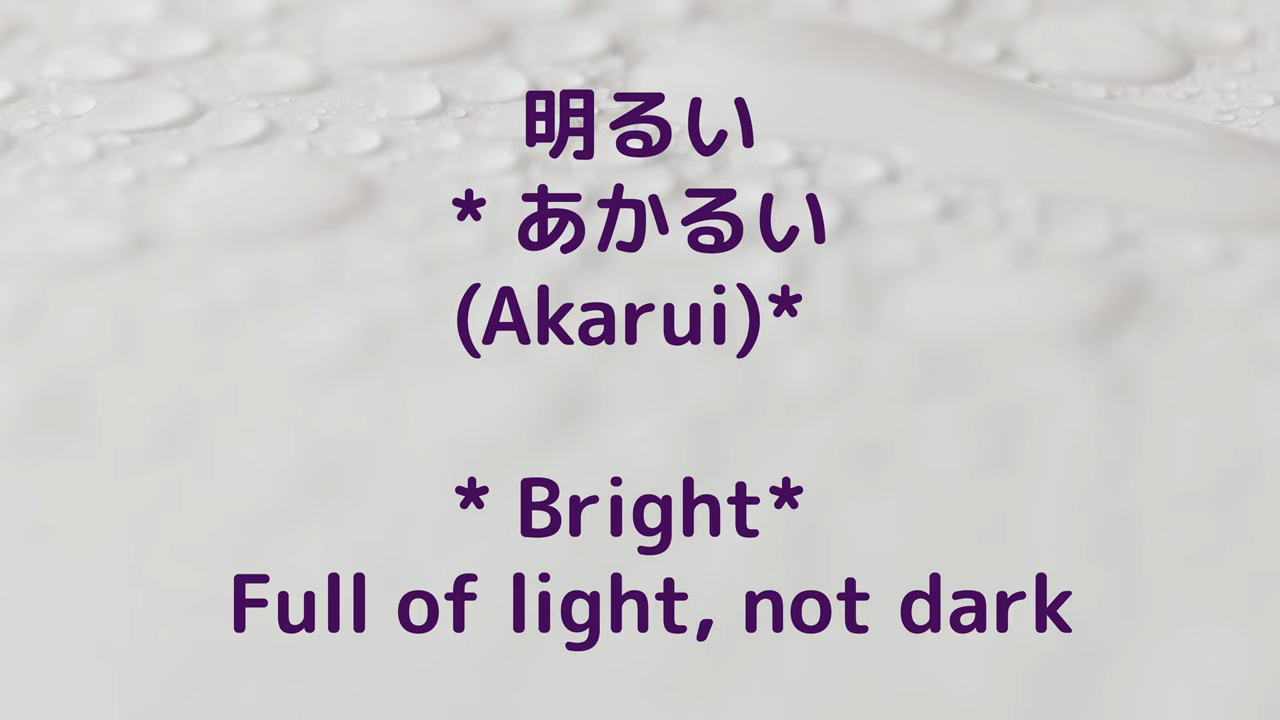 明るい
* あかるい
(Akarui)*
* Bright*
Full of light, not dark